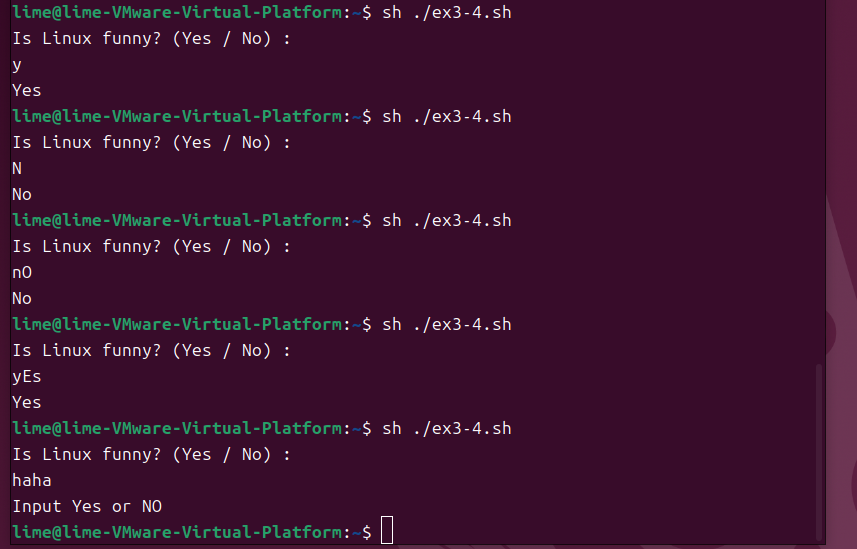 lime@lime-VMware-Virtual-Platform:~$ sh ./ex3-4.sh
Is Linux funny? (Yes / No) :
y
Yes
lime@lime-VMware-Virtual-Platform:~$ sh ./ex3-4.sh
Is Linux funny? (Yes / No) :
N
No
lime@lime-VMware-Virtual-Platform:~$ sh ./ex3-4.sh
Is Linux funny? (Yes / No) :
nO
No
lime@lime-VMware-Virtual-Platform:~$ sh ./ex3-4.sh
Is Linux funny? (Yes / No) :
yEs
Yes
lime@lime-VMware-Virtual-Platform:~$ sh ./ex3-4.sh
Is Linux funny? (Yes / No) :
haha
Input Yes or NO
lime@lime-VMware-Virtual-Platform:~$